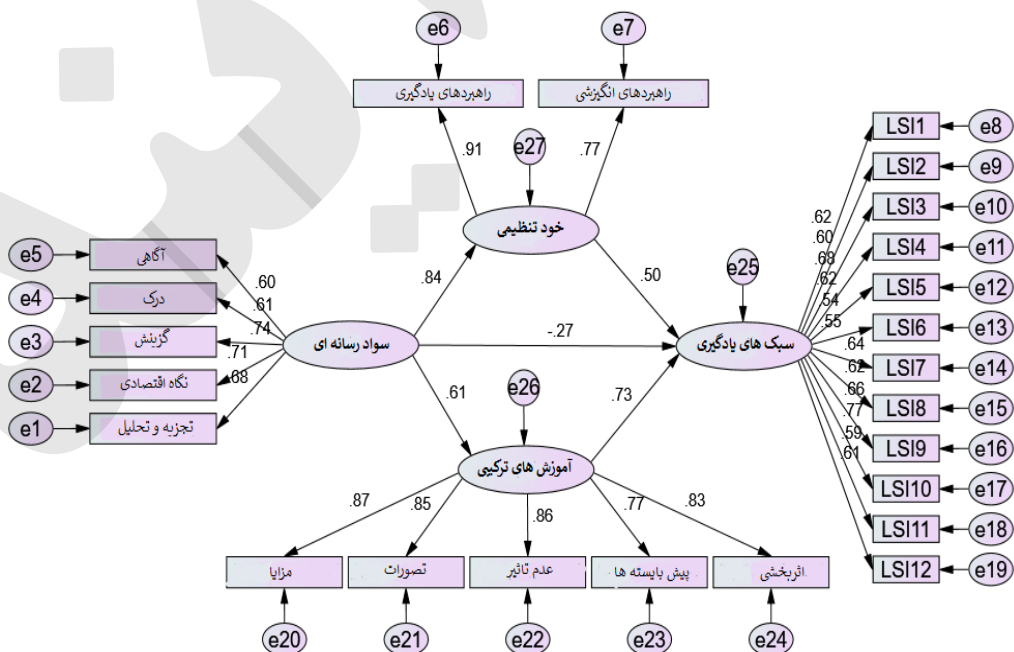 e6
e7
راهبردهای یادگیری
راهبردهای انگیزشی
.91
e27
.77
LSI1
e8
LSI2
e9
خود تنظیمی
LSI3
e10
.62
.60
.68
.62
.54
.55
.64
.62
.66
.77
.59
.61
LSI4
e11
LSI5
e12
LSI6
e13
LSI7
e14
LSI8
e15
LSI9
e16
LSI10
e17
LSI11
e18
LSI12
e19
e5
آگاهی
e4
درک
e3
گزینش
e2
نگاه اقتصادی
e1
تجزیه و تحلیل
.60
.61
.74
.71
.68
سواد رسانه ای
.84
.50
e25
-.27
سبک های یادگیری
.61
e26
.73
آموزش های ترکیبی
.87
.85
.86
.77
.83
مزایا
تصورات
عدم تاثیر
پیش بایسته ها
اثربخشی
e20
e21
e22
e23
e24